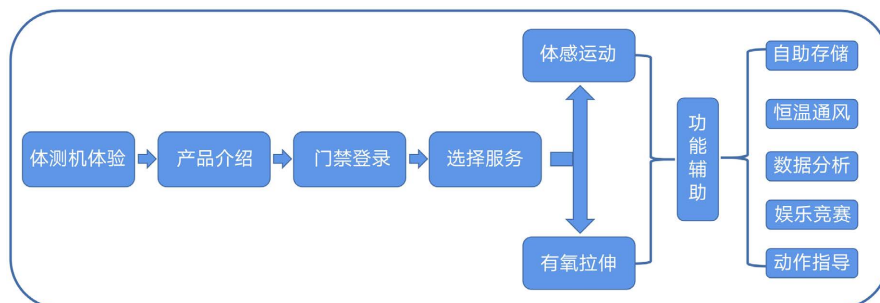 体测机体验
产品介绍
门禁登录
选择服务
体感运动
有氧拉伸
功能辅助
自助存储
恒温通风
数据分析
娱乐竞赛
动作指导